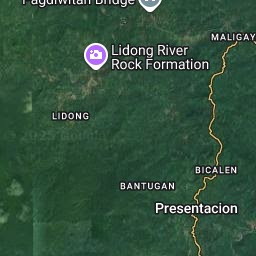 Pagdiwitan Bridge
MALIGAY
Lidong River
Rock Formation
LIDONG
BICALEN
BANTUGAN
Presentacion